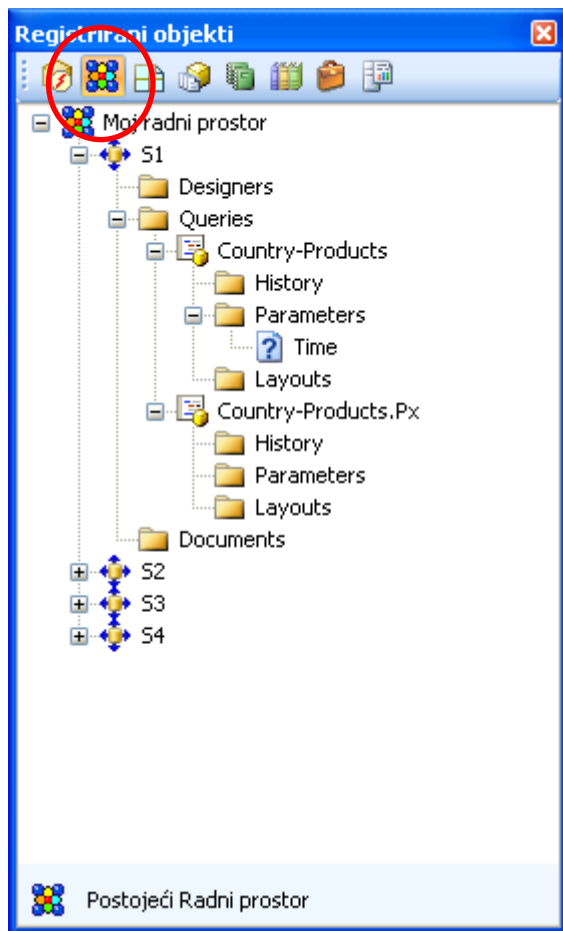 Registrirani objekti
Moj radni prostor
S1
Designers
Queries
Country-Products
History
Parameters
Time
Layouts
Country-Products.Px
History
Parameters
Layouts
Documents
S2
S3
S4
Postojeći Radni prostor